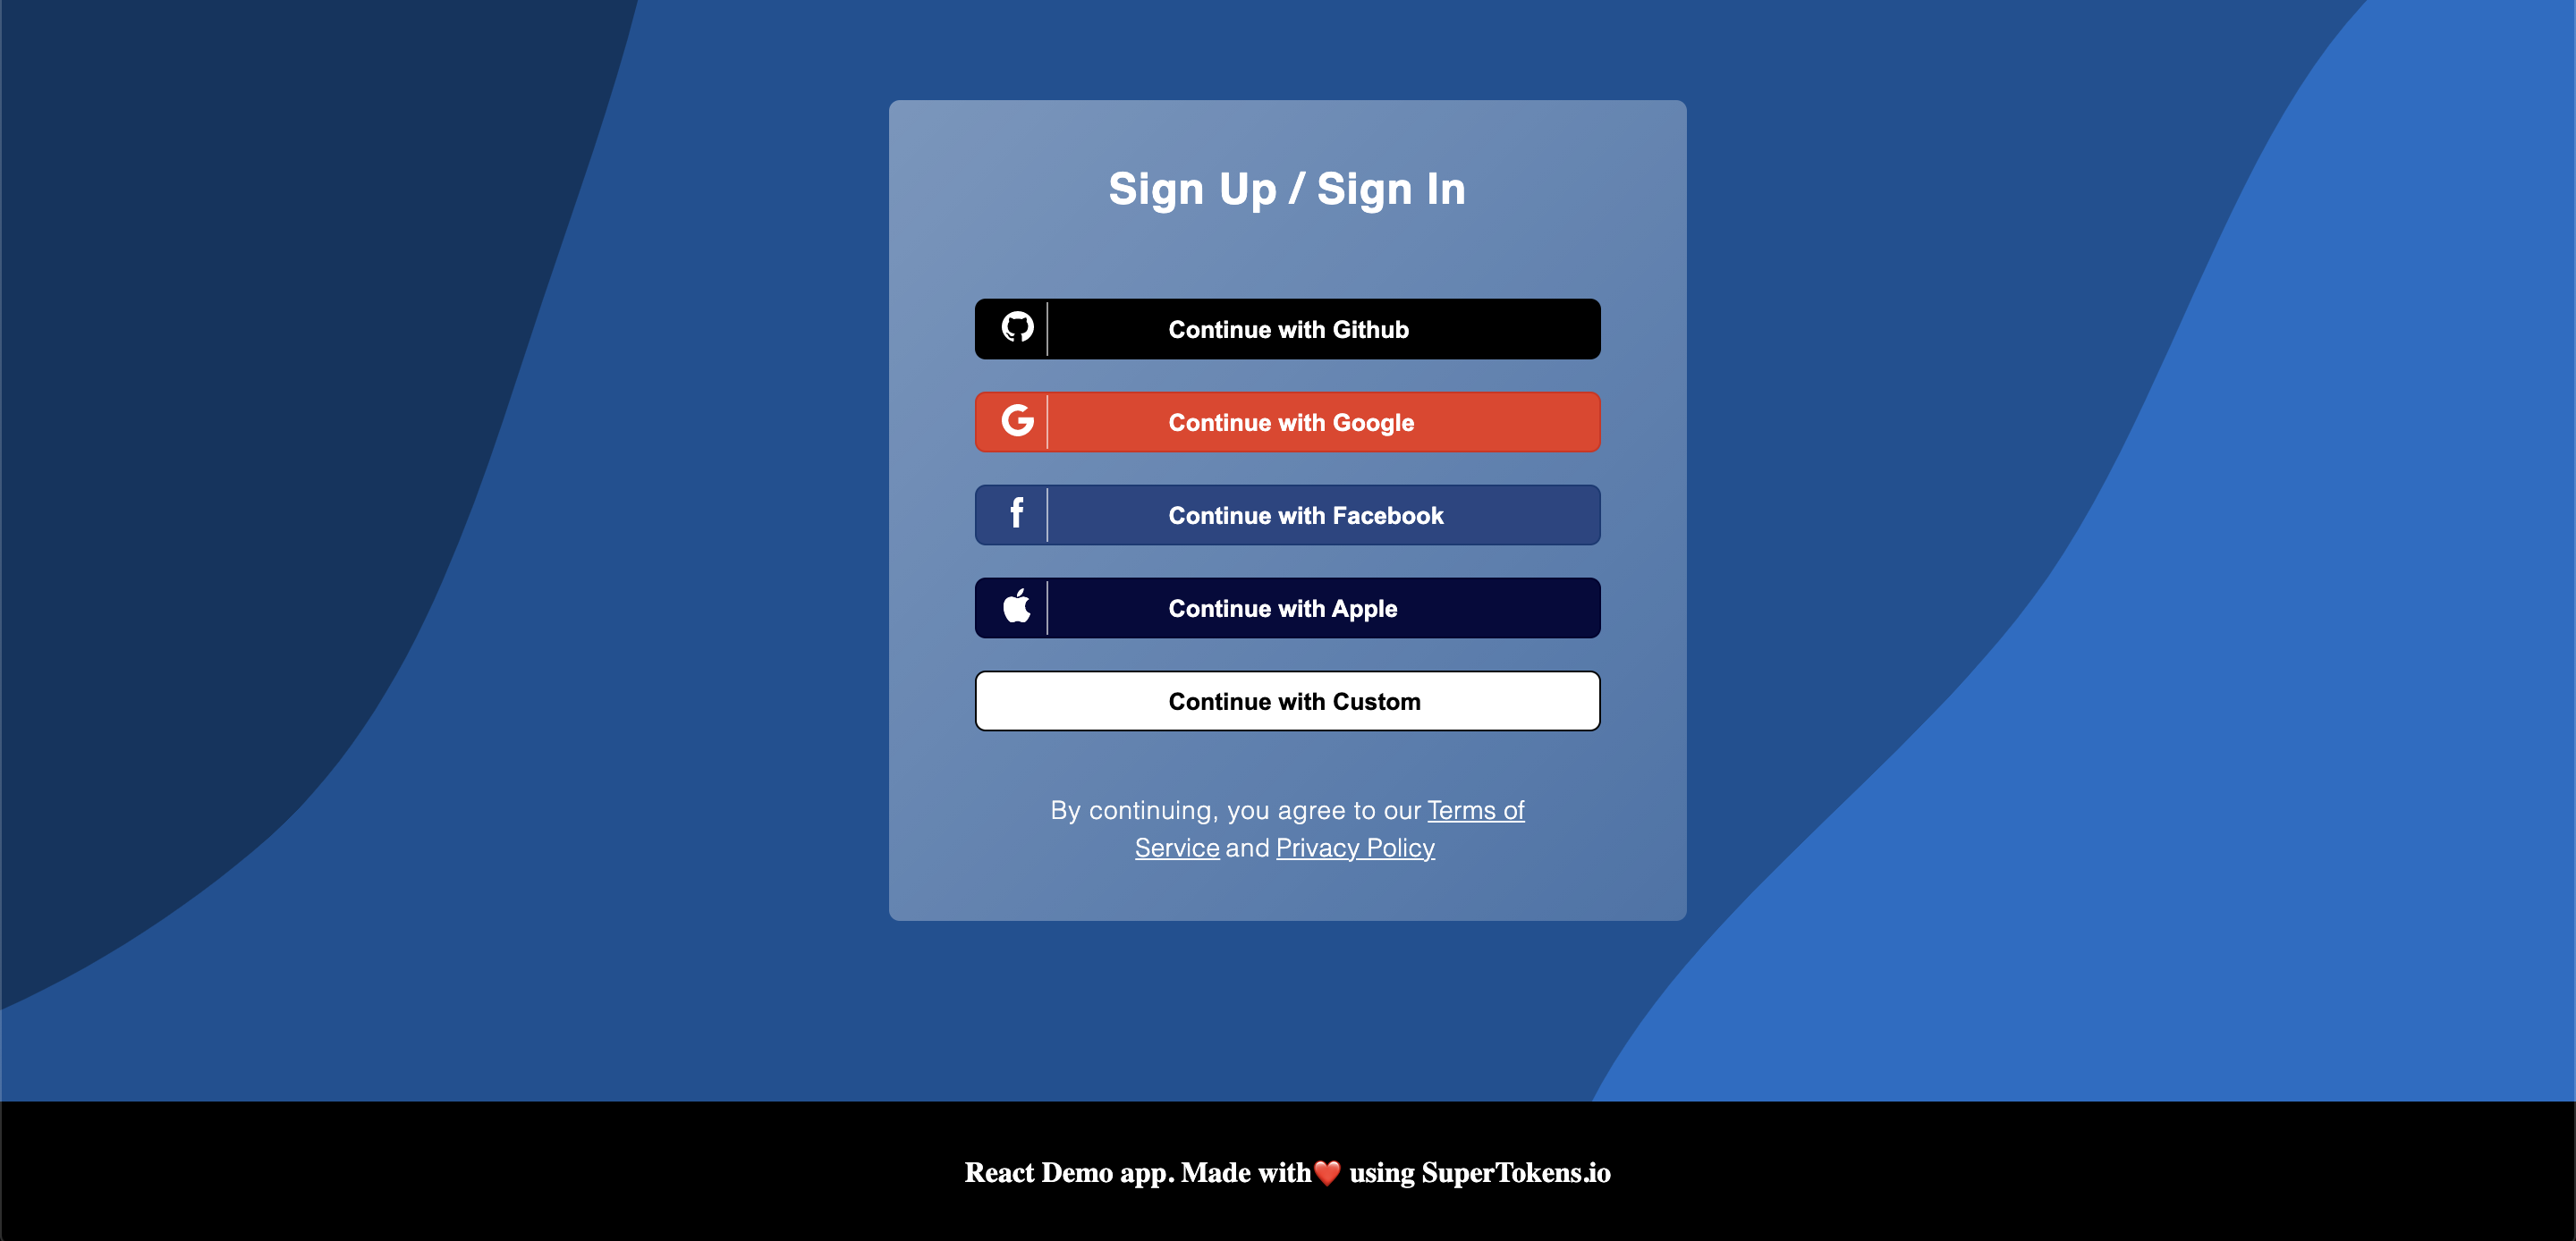 Sign Up / Sign In
Continue with Github
Continue with Google
Continue with Facebook
Continue with Apple
Continue with Custom
By continuing, you agree to our Terms of
Service and Privacy Policy
React Demo app. Made with❤️ using SuperTokens.io